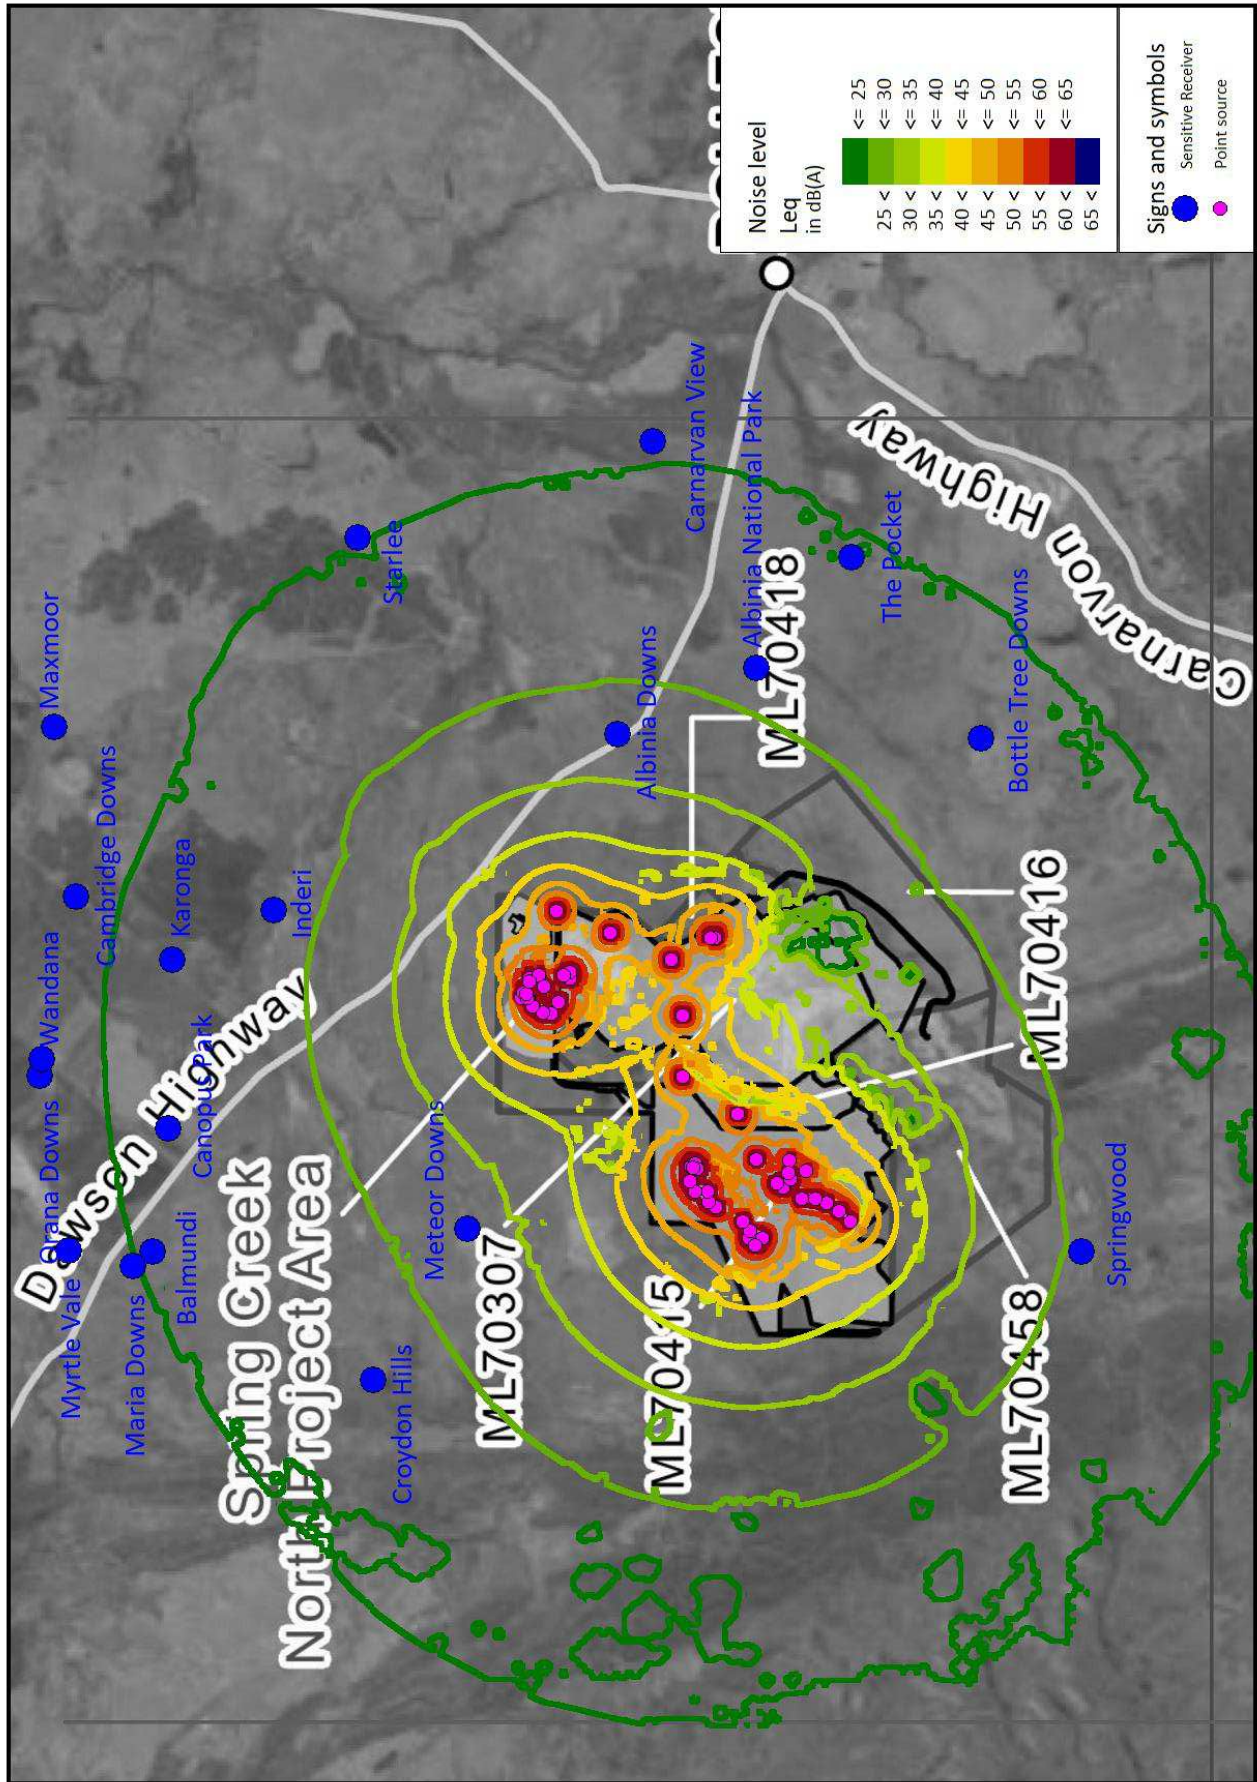 Maxmoor
Cambridge Downs
Wandana
Karonga
Inderi
Orana Downs
Canopus Park
Myrtle Vale
Maria Downs
Balmundi
Dawson Highway
Spring Creek
North Project Area
Croydon Hills
Meteor Downs
Starlee
Carnarvan View
Albinia National Park
Albinia Downs
The Pocket
Bottle Tree Downs
Springwood
Carnarvon Highway
ML70418
ML70416
ML70307
ML70415
ML70458
Noise level
Leq
in dB(A)
<= 25
25 < <= 30
30 < <= 35
35 < <= 40
40 < <= 45
45 < <= 50
50 < <= 55
55 < <= 60
60 < <= 65
65 <
Signs and symbols
Sensitive Receiver
Point source